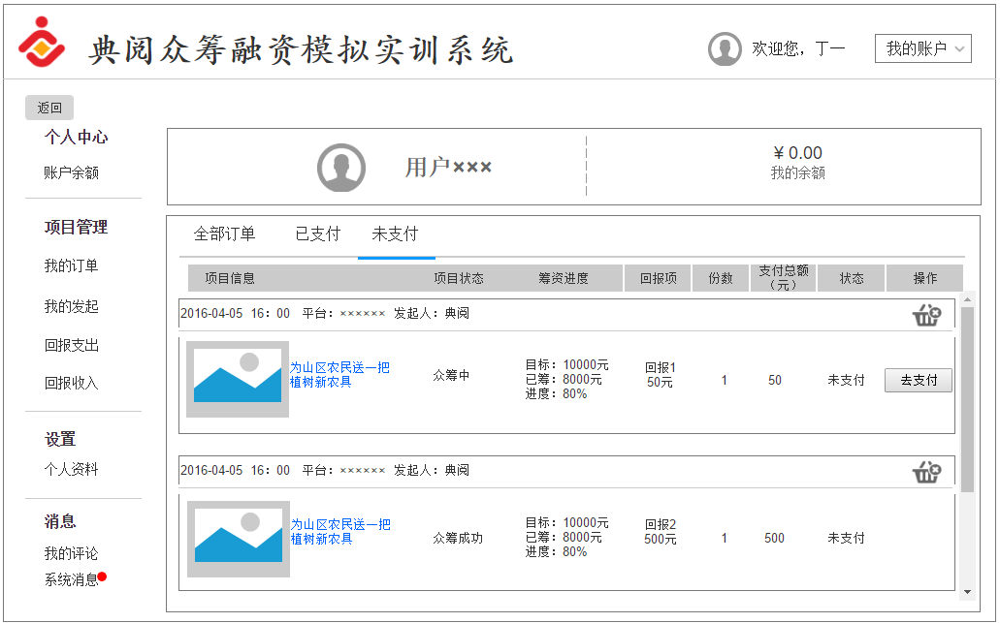 典阅众筹融资模拟实训系统
欢迎您，丁一
我的账户
返回
个人中心
账户余额
项目管理
我的订单
我的发起
回报支出
回报收入
设置
个人资料
消息
我的评论
系统消息
用户×××
¥ 0.00
我的余额
全部订单 已支付 未支付
项目信息 项目状态 筹资进度 回报项 份数 支付总额（元） 状态 操作
2016-04-05 16：00 平台：×××××× 发起人：典阅
为山区农民送一把
植树新农具
众筹中
目标：10000元
已筹：8000元
进度：80%
回报1
50元
1
50
未支付
去支付
2016-04-05 16：00 平台：×××××× 发起人：典阅
为山区农民送一把
植树新农具
众筹成功
目标：10000元
已筹：8000元
进度：80%
回报2
500元
1
500
未支付